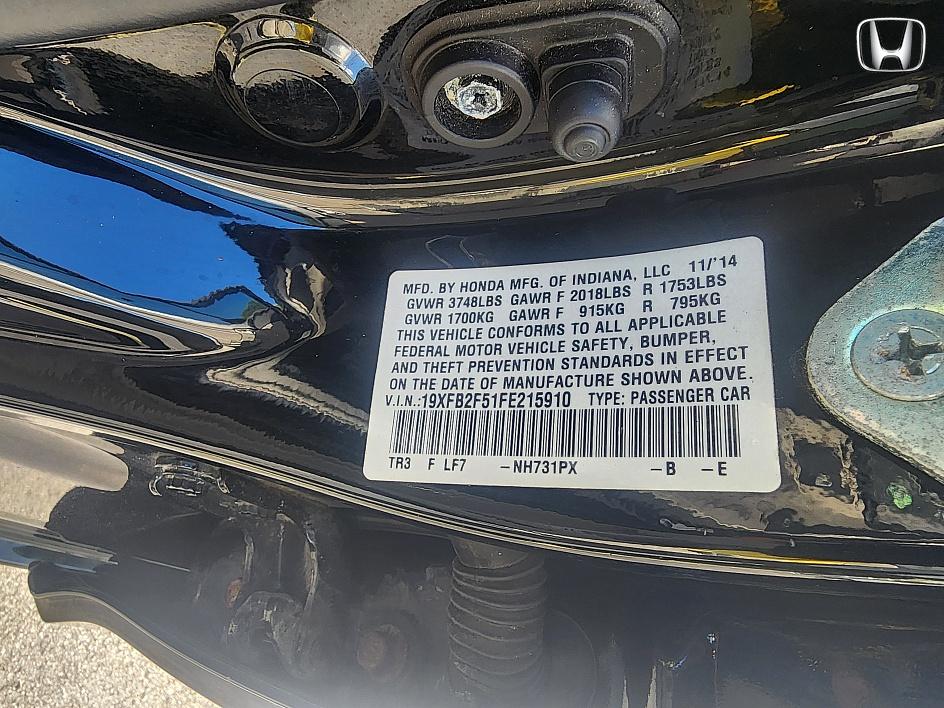 MFD. BY HONDA MFG. OF INDIANA, LLC 11/'14
GVWR 3748LBS GAWR F 2018LBS R 1753LBS
GVWR 1700KG GAWR F 915KG R 795KG
THIS VEHICLE CONFORMS TO ALL APPLICABLE
FEDERAL MOTOR VEHICLE SAFETY, BUMPER,
AND THEFT PREVENTION STANDARDS IN EFFECT
ON THE DATE OF MANUFACTURE SHOWN ABOVE.
V.I.N.:19XFB2F51FE215910 TYPE: PASSENGER CAR
TR3 F LF7 -NH731PX -B -E